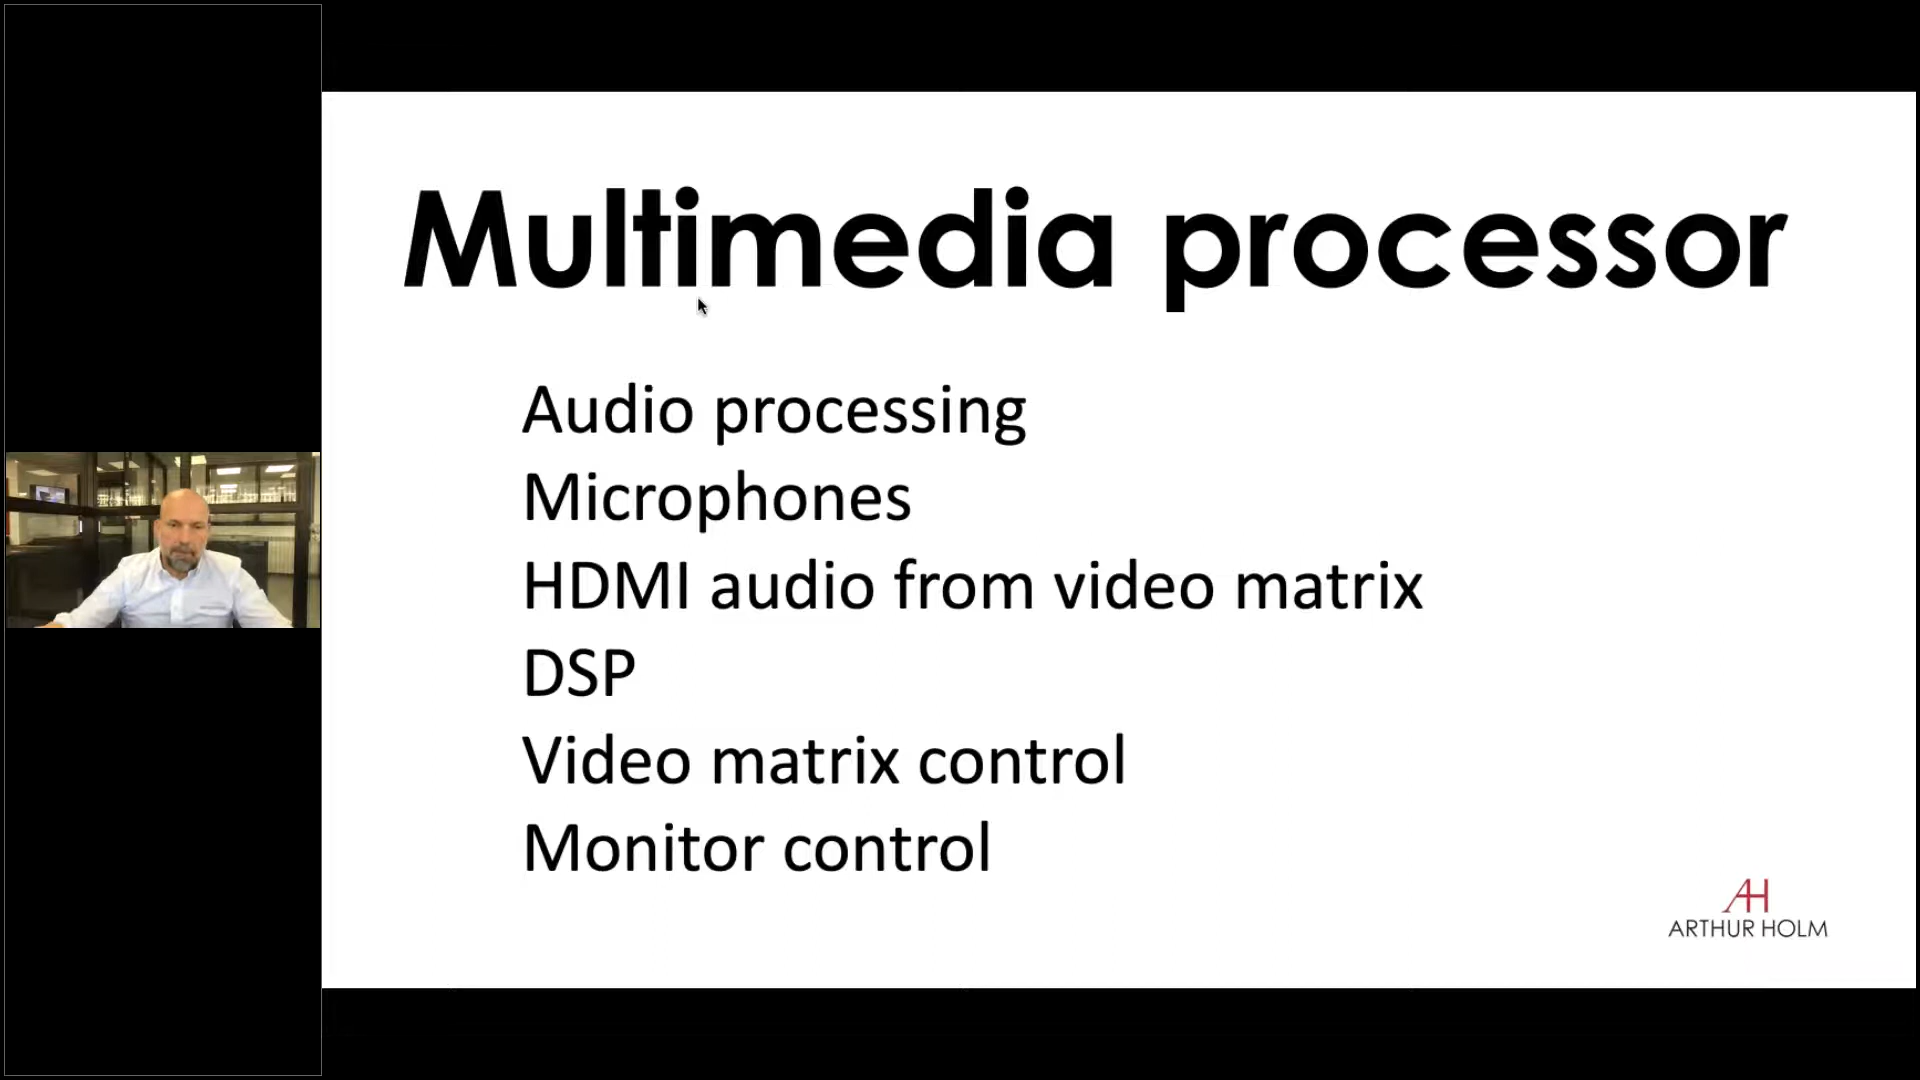 Multimedia processor
Audio processing
Microphones
HDMI audio from video matrix
DSP
Video matrix control
Monitor control
AH
ARTHUR HOLM